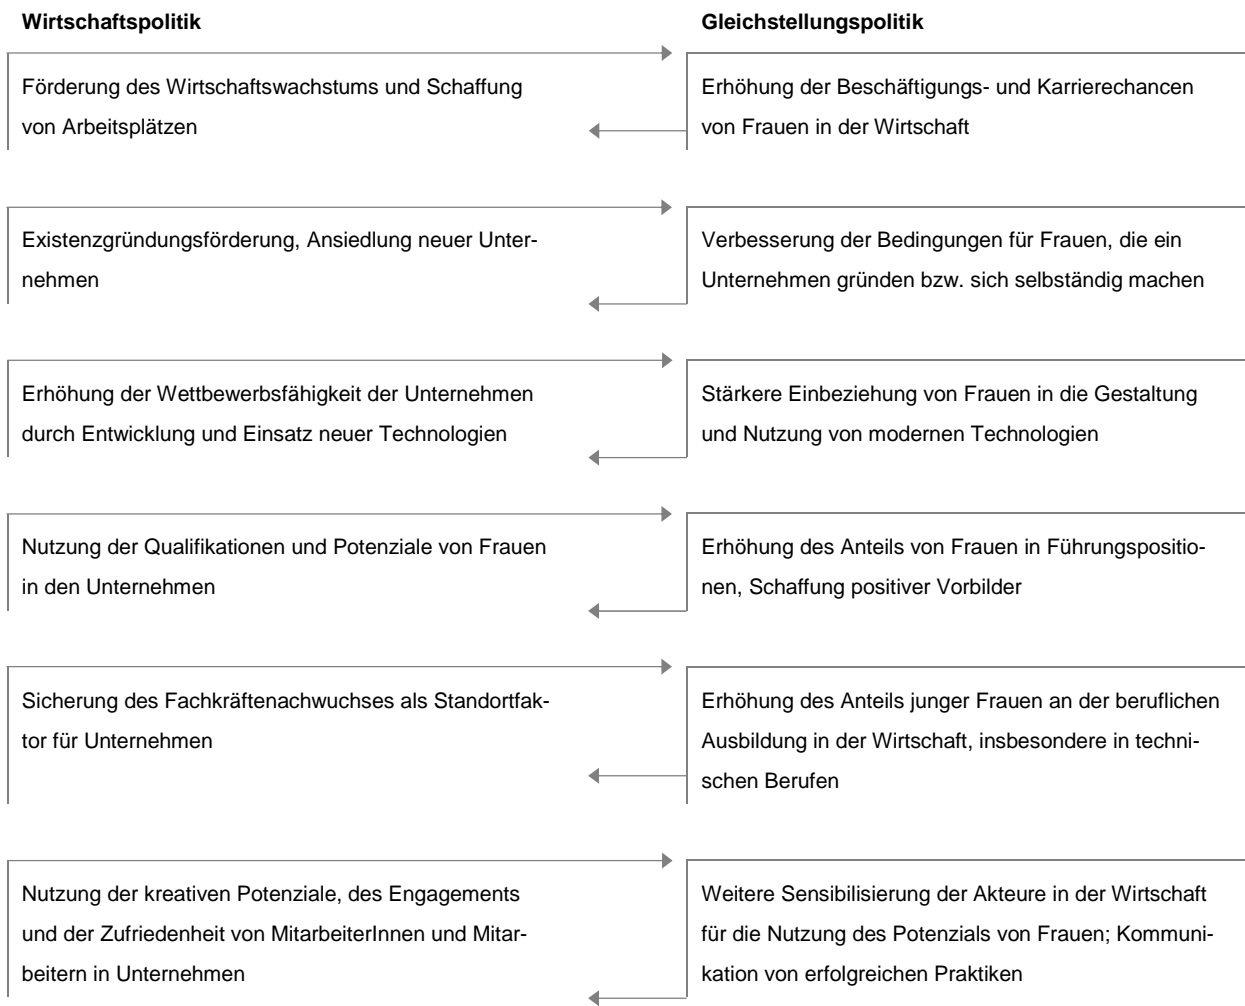 Wirtschaftspolitik
Gleichstellungspolitik
Förderung des Wirtschaftswachstums und Schaffung
von Arbeitsplätzen
Erhöhung der Beschäftigungs- und Karrierechancen
von Frauen in der Wirtschaft
Existenzgründungsförderung, Ansiedlung neuer Unter-
nehmen
Verbesserung der Bedingungen für Frauen, die ein
Unternehmen gründen bzw. sich selbständig machen
Erhöhung der Wettbewerbsfähigkeit der Unternehmen
durch Entwicklung und Einsatz neuer Technologien
Stärkere Einbeziehung von Frauen in die Gestaltung
und Nutzung von modernen Technologien
Nutzung der Qualifikationen und Potenziale von Frauen
in den Unternehmen
Erhöhung des Anteils von Frauen in Führungspositio-
nen, Schaffung positiver Vorbilder
Sicherung des Fachkräftenachwuchses als Standortfak-
tor für Unternehmen
Erhöhung des Anteils junger Frauen an der beruflichen
Ausbildung in der Wirtschaft, insbesondere in techni-
schen Berufen
Nutzung der kreativen Potenziale, des Engagements
und der Zufriedenheit von MitarbeiterInnen und Mitar-
beitern in Unternehmen
Weitere Sensibilisierung der Akteure in der Wirtschaft
für die Nutzung des Potenzials von Frauen; Kommuni-
kation von erfolgreichen Praktiken